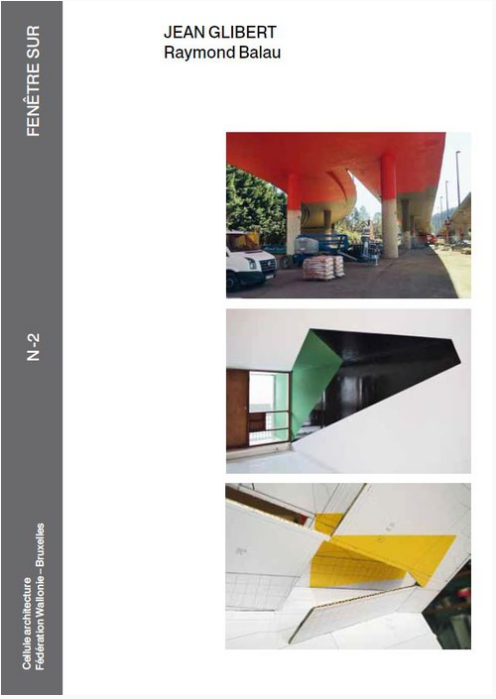 JEAN GLIBERT
Raymond Balau
FENÊTRE SUR
N-2
Cellule architecture
Fédération Wallonie – Bruxelles